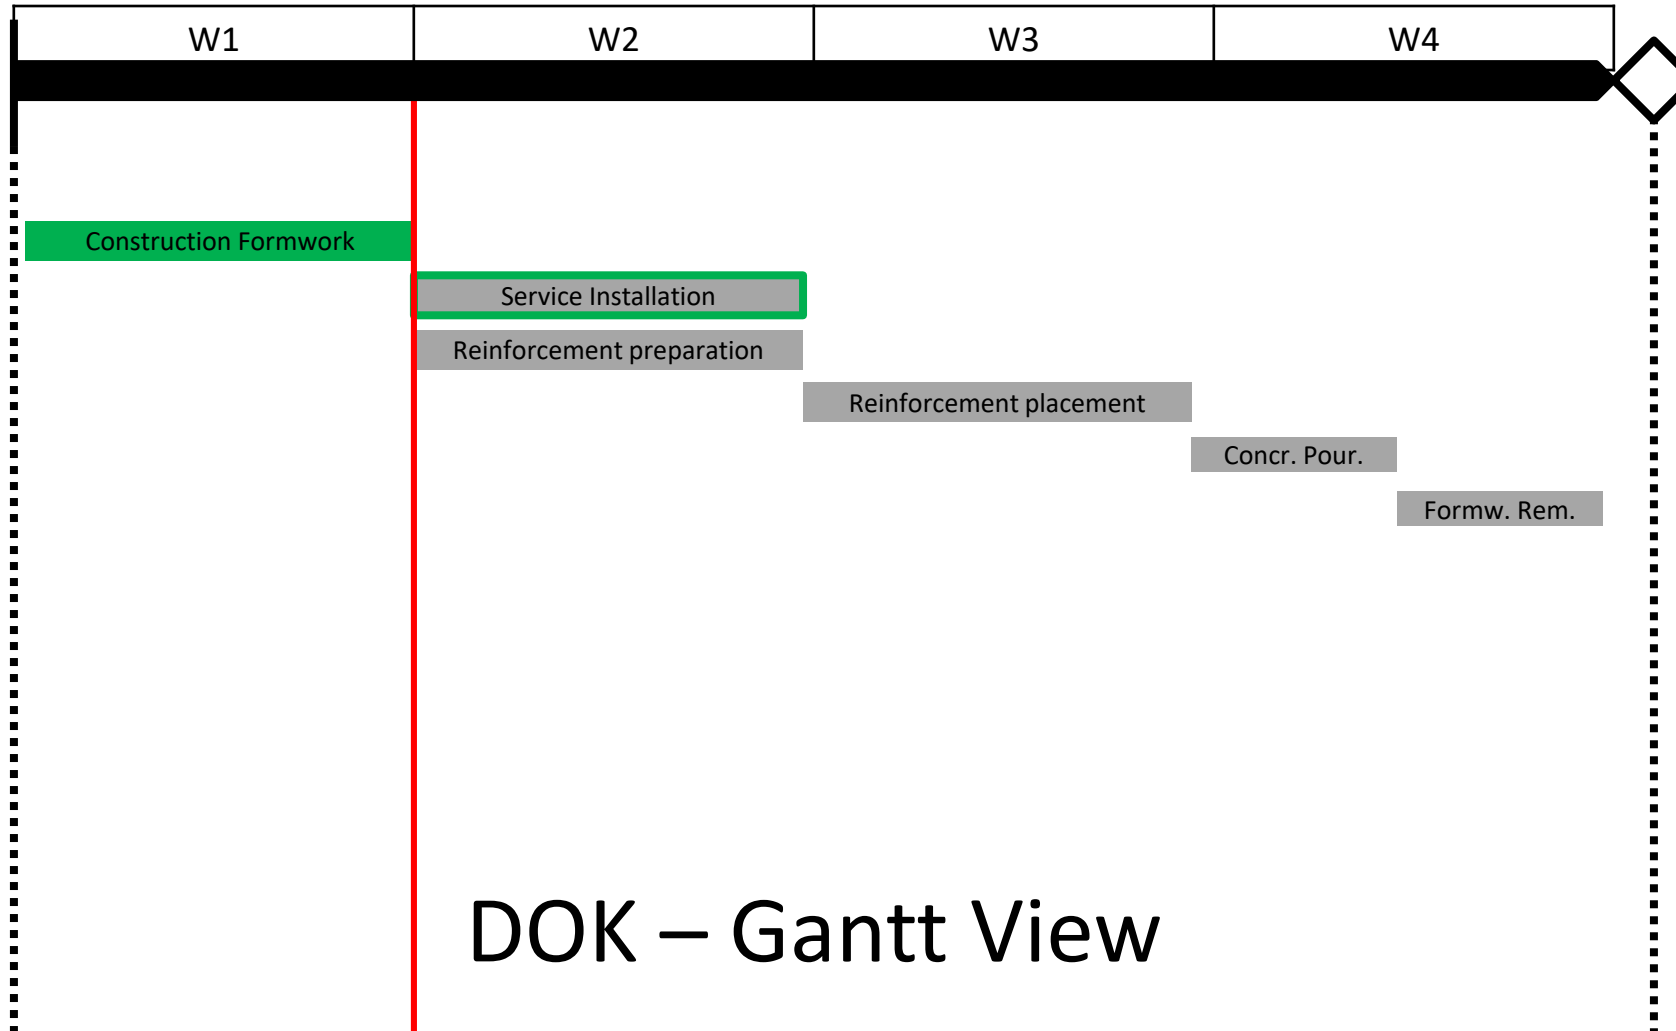 W1 W2 W3 W4
Construction Formwork
Service Installation
Reinforcement preparation
Reinforcement placement
Concr. Pour.
Formw. Rem.
DOK – Gantt View